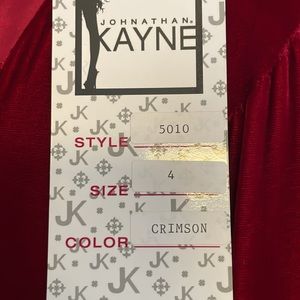 JOHNATHAN®
KAYNE
STYLE 5010
SIZE 4
COLOR CRIMSON